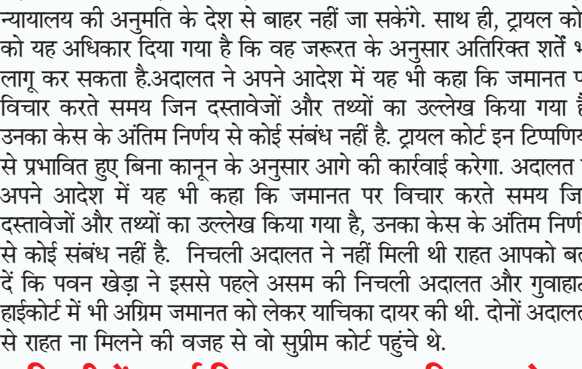 न्यायालय की अनुमति के देश से बाहर नहीं जा सकेंगे. साथ ही, ट्रायल
को यह अधिकार दिया गया है कि वह जरूरत के अनुसार अतिरिक्त शर्तें
लागू कर सकता है.अदालत ने अपने आदेश में यह भी कहा कि जमानत
विचार करते समय जिन दस्तावेजों और तथ्यों का उल्लेख किया गया
उनका केस के अंतिम निर्णय से कोई संबंध नहीं है. ट्रायल कोर्ट इन
से प्रभावित हुए बिना कानून के अनुसार आगे की कार्रवाई करेगा. अदालत
अपने आदेश में यह भी कहा कि जमानत पर विचार करते समय
दस्तावेजों और तथ्यों का उल्लेख किया गया है, उनका केस के अंतिम
से कोई संबंध नहीं है. निचली अदालत ने नहीं मिली थी राहत आपको
दें कि पवन खेड़ा ने इससे पहले असम की निचली अदालत और
हाईकोर्ट में भी अग्रिम जमानत को लेकर याचिका दायर की थी. दोनों
से राहत ना मिलने की वजह से वो सुप्रीम कोर्ट पहुंचे थे.